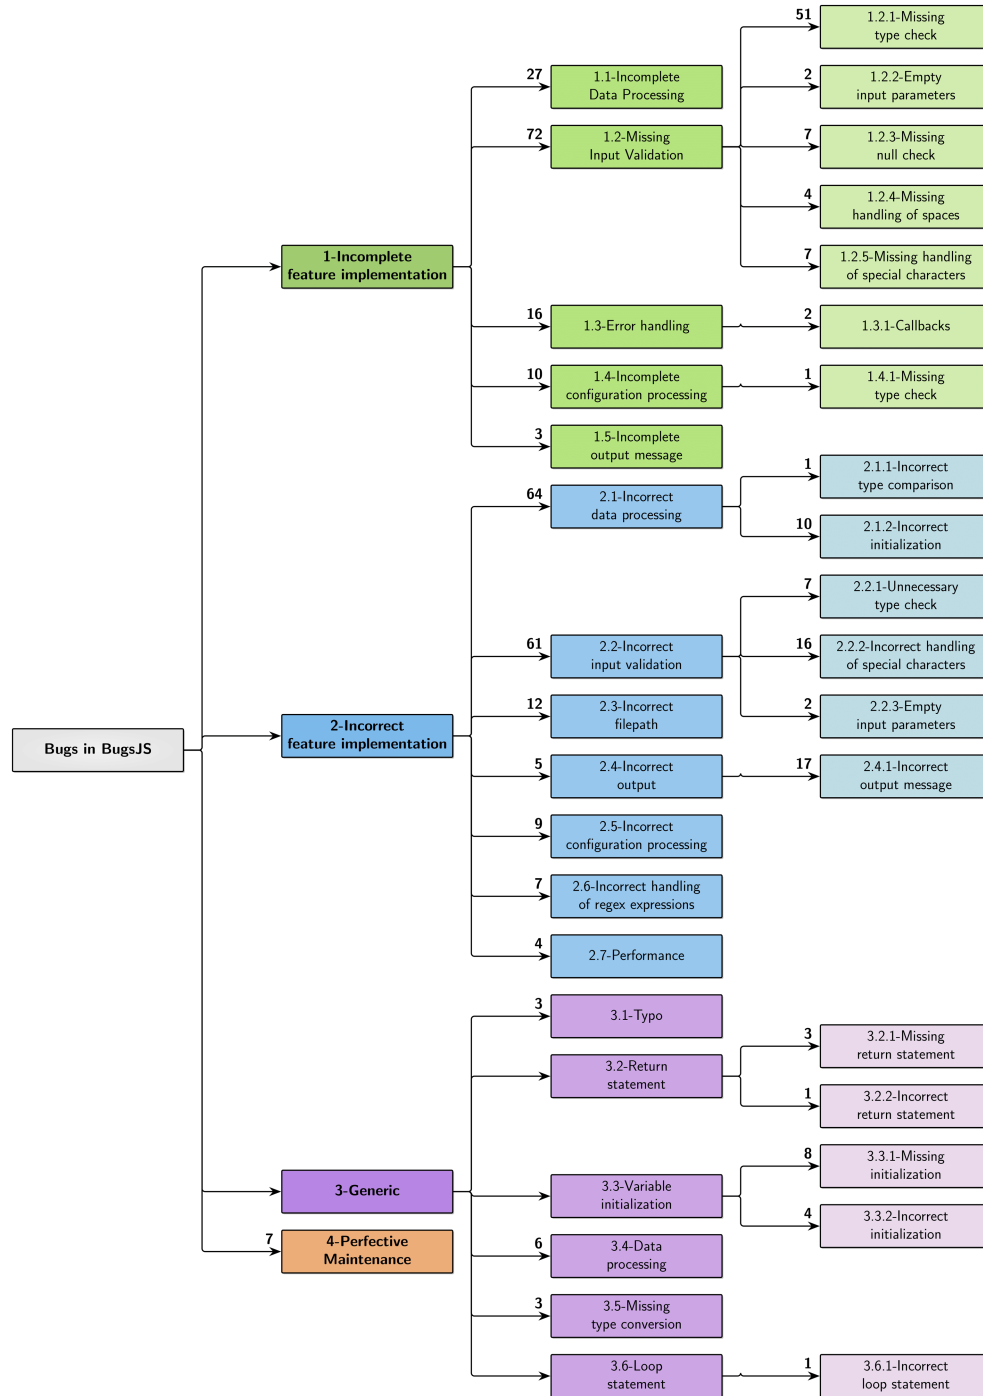 51
1.2.1-Missing
type check
27
1.1-Incomplete
Data Processing
2
1.2.2-Empty
input parameters
72
1.2-Missing
Input Validation
7
1.2.3-Missing
null check
4
1.2.4-Missing
handling of spaces
1-Incomplete
feature implementation
7
1.2.5-Missing handling
of special characters
16
1.3-Error handling
2
1.3.1-Callbacks
10
1.4-Incomplete
configuration processing
1
1.4.1-Missing
type check
3
1.5-Incomplete
output message
1
2.1.1-Incorrect
type comparison
64
2.1-Incorrect
data processing
10
2.1.2-Incorrect
initialization
7
2.2.1-Unnecessary
type check
61
2.2-Incorrect
input validation
16
2.2.2-Incorrect handling
of special characters
12
2.3-Incorrect
filepath
2
2.2.3-Empty
input parameters
Bugs in BugsJS
2-Incorrect
feature implementation
5
2.4-Incorrect
output
17
2.4.1-Incorrect
output message
9
2.5-Incorrect
configuration processing
7
2.6-Incorrect handling
of regex expressions
4
2.7-Performance
3
3.1-Typo
3
3.2.1-Missing
return statement
3.2-Return
statement
1
3.2.2-Incorrect
return statement
8
3.3.1-Missing
initialization
3-Generic
3.3-Variable
initialization
4
3.3.2-Incorrect
initialization
7
4-Perfective
Maintenance
6
3.4-Data
processing
3
3.5-Missing
type conversion
3.6-Loop
statement
1
3.6.1-Incorrect
loop statement